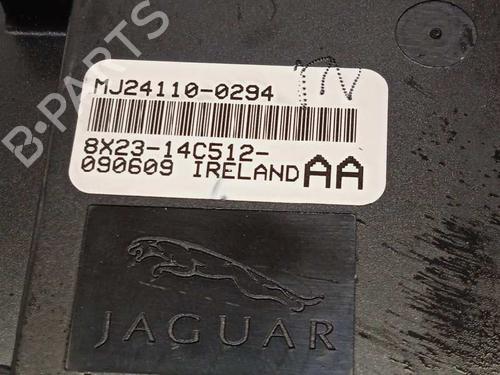 B-PARTS
MJ24110-0294
8X23-14C512-
090609 IRELAND AA
JAGUAR